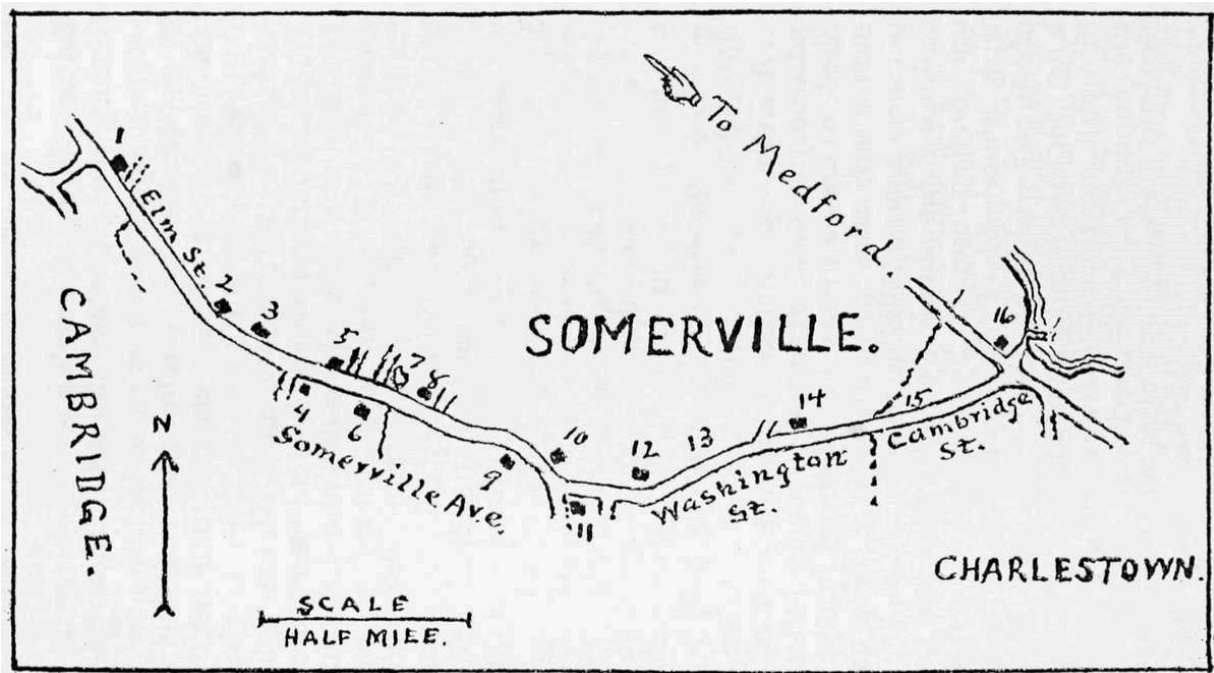 To Medford.
1
Elm St.
2
3
CAMBRIDGE.
SOMERVILLE.
16
5
7
8
4
6
Somerville Ave.
9
10
11
12
13
14
15
Washington St.
Cambridge St.
N
CHARLESTOWN.
SCALE
HALF MILE.